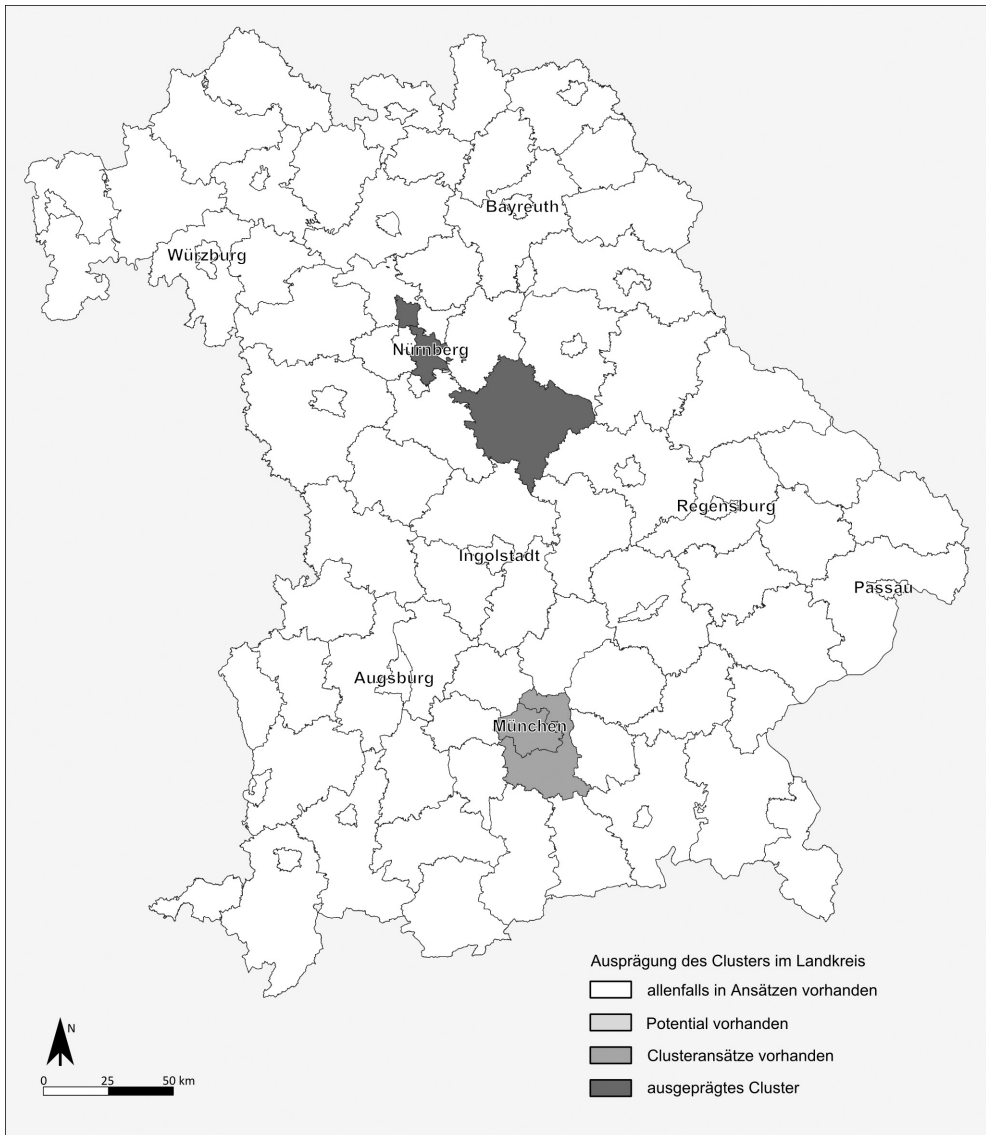 Bayreuth
Würzburg
Nürnberg
Regensburg
Ingolstadt
Passau
Augsburg
München
Ausprägung des Clusters im Landkreis
allenfalls in Ansätzen vorhanden
Potential vorhanden
Clusteransätze vorhanden
ausgeprägtes Cluster
N
0 25 50 km